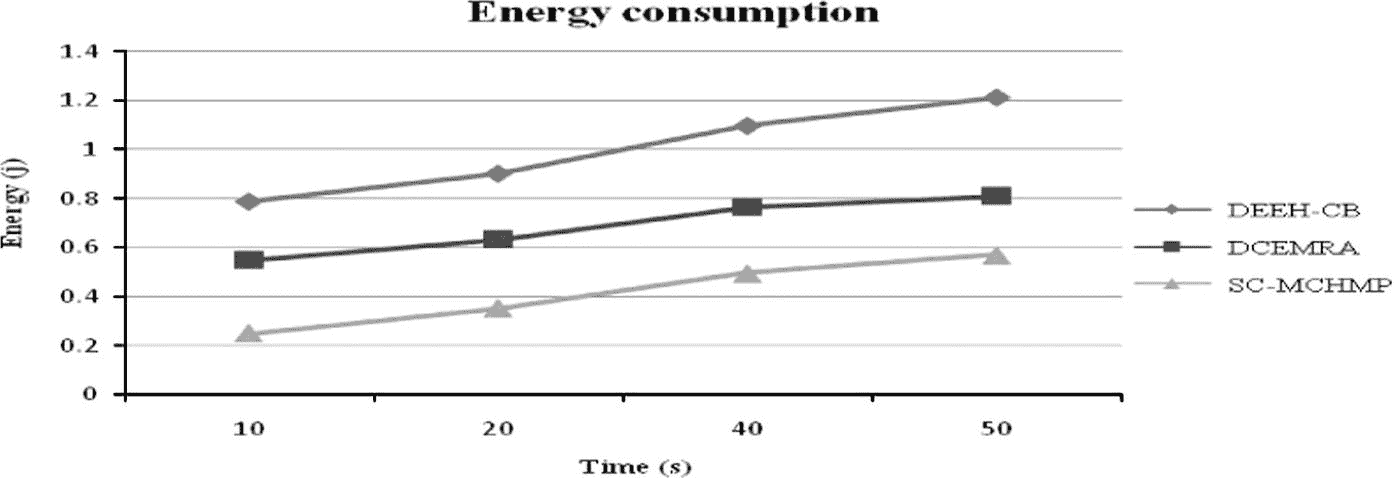 Energy consumption
1.4
1.2
1
0.8
0.6
0.4
0.2
0
Energy (j)
10 20 40 50
Time (s)
DEEH-CB
DCEMRA
SC-MCHMP